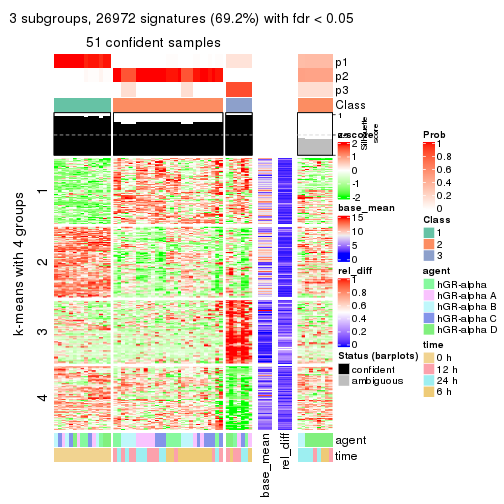 3 subgroups, 26972 signatures (69.2%) with fdr < 0.05
51 confident samples
p1
p2
p3
Class
1
Silhouette
score
z-score
2
1
0
-1
-2
base_mean
15
10
5
0
rel_diff
1
0.8
0.6
0.4
0.2
0
Status (barplots)
confident
ambiguous
Prob
1
0.8
0.6
0.4
0.2
0
Class
1
2
3
agent
hGR-alpha
hGR-alpha A
hGR-alpha B
hGR-alpha C
hGR-alpha D
time
0 h
12 h
24 h
6 h
k-means with 4 groups
1
2
3
4
agent
time
base_mean
rel_diff